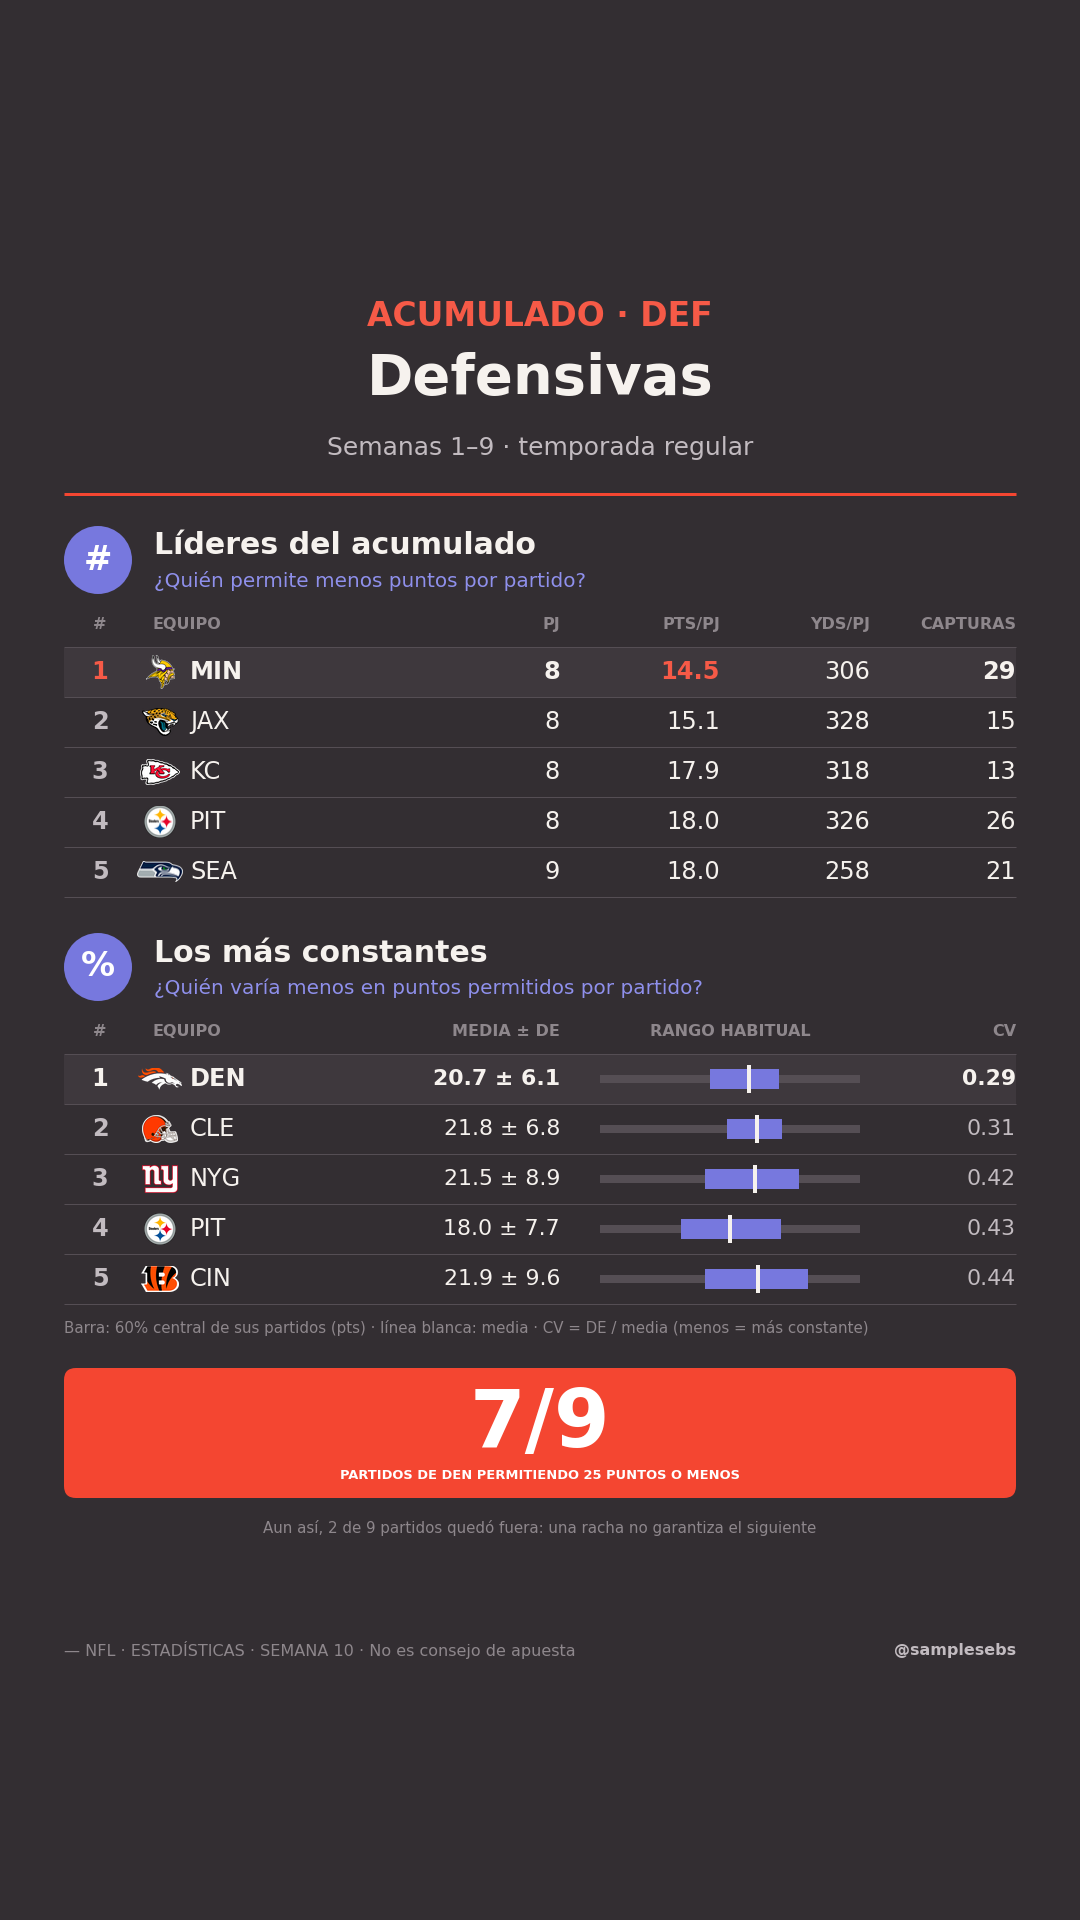 ACUMULADO · DEF
Defensivas
Semanas 1–9 · temporada regular
#
Líderes del acumulado
¿Quién permite menos puntos por partido?
# EQUIPO PJ PTS/PJ YDS/PJ CAPTURAS
1 MIN 8 14.5 306 29
2 JAX 8 15.1 328 15
3 KC 8 17.9 318 13
4 PIT 8 18.0 326 26
5 SEA 9 18.0 258 21
%
Los más constantes
¿Quién varía menos en puntos permitidos por partido?
# EQUIPO MEDIA ± DE RANGO HABITUAL CV
1 DEN 20.7 ± 6.1 0.29
2 CLE 21.8 ± 6.8 0.31
3 NYG 21.5 ± 8.9 0.42
4 PIT 18.0 ± 7.7 0.43
5 CIN 21.9 ± 9.6 0.44
Barra: 60% central de sus partidos (pts) · línea blanca: media · CV = DE / media (menos = más constante)
7/9
PARTIDOS DE DEN PERMITIENDO 25 PUNTOS O MENOS
Aun así, 2 de 9 partidos quedó fuera: una racha no garantiza el siguiente
— NFL · ESTADÍSTICAS · SEMANA 10 · No es consejo de apuesta
@samplesebs